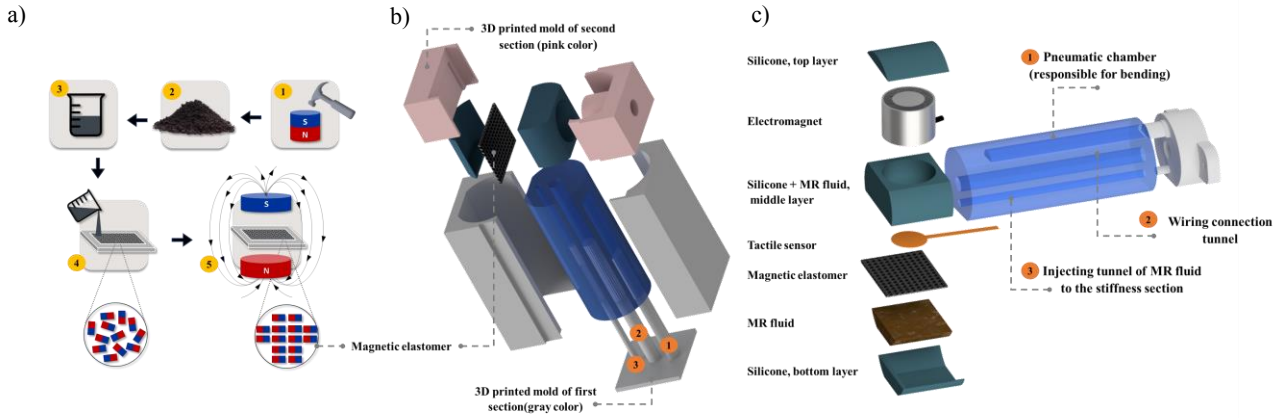 a)
3
2
1
S
N
4
5
S
N
Magnetic elastomer
b)
3D printed mold of second
section (pink color)
2
1
3
3D printed mold of first
section(gray color)
c)
Silicone, top layer
Electromagnet
Silicone + MR fluid,
middle layer
Tactile sensor
Magnetic elastomer
MR fluid
Silicone, bottom layer
1 Pneumatic chamber
(responsible for bending)
2 Wiring connection
tunnel
3 Injecting tunnel of MR fluid
to the stiffness section